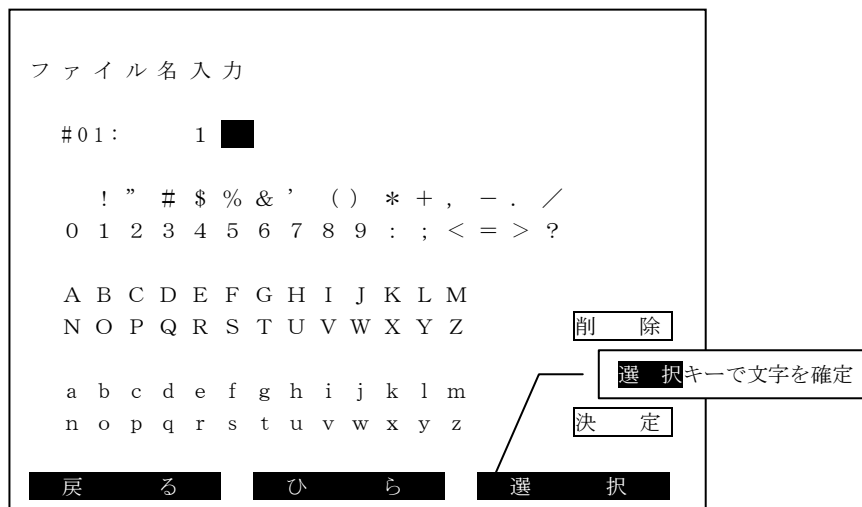 ファイル名入力
#01: 1
! ” # $ % & ’ ( ) * + , － . ／
0 1 2 3 4 5 6 7 8 9 : ; < = > ?
A B C D E F G H I J K L M
N O P Q R S T U V W X Y Z
削 除
選 択キーで文字を確定
a b c d e f g h i j k l m
n o p q r s t u v w x y z
決 定
戻 る ひ ら 選 択